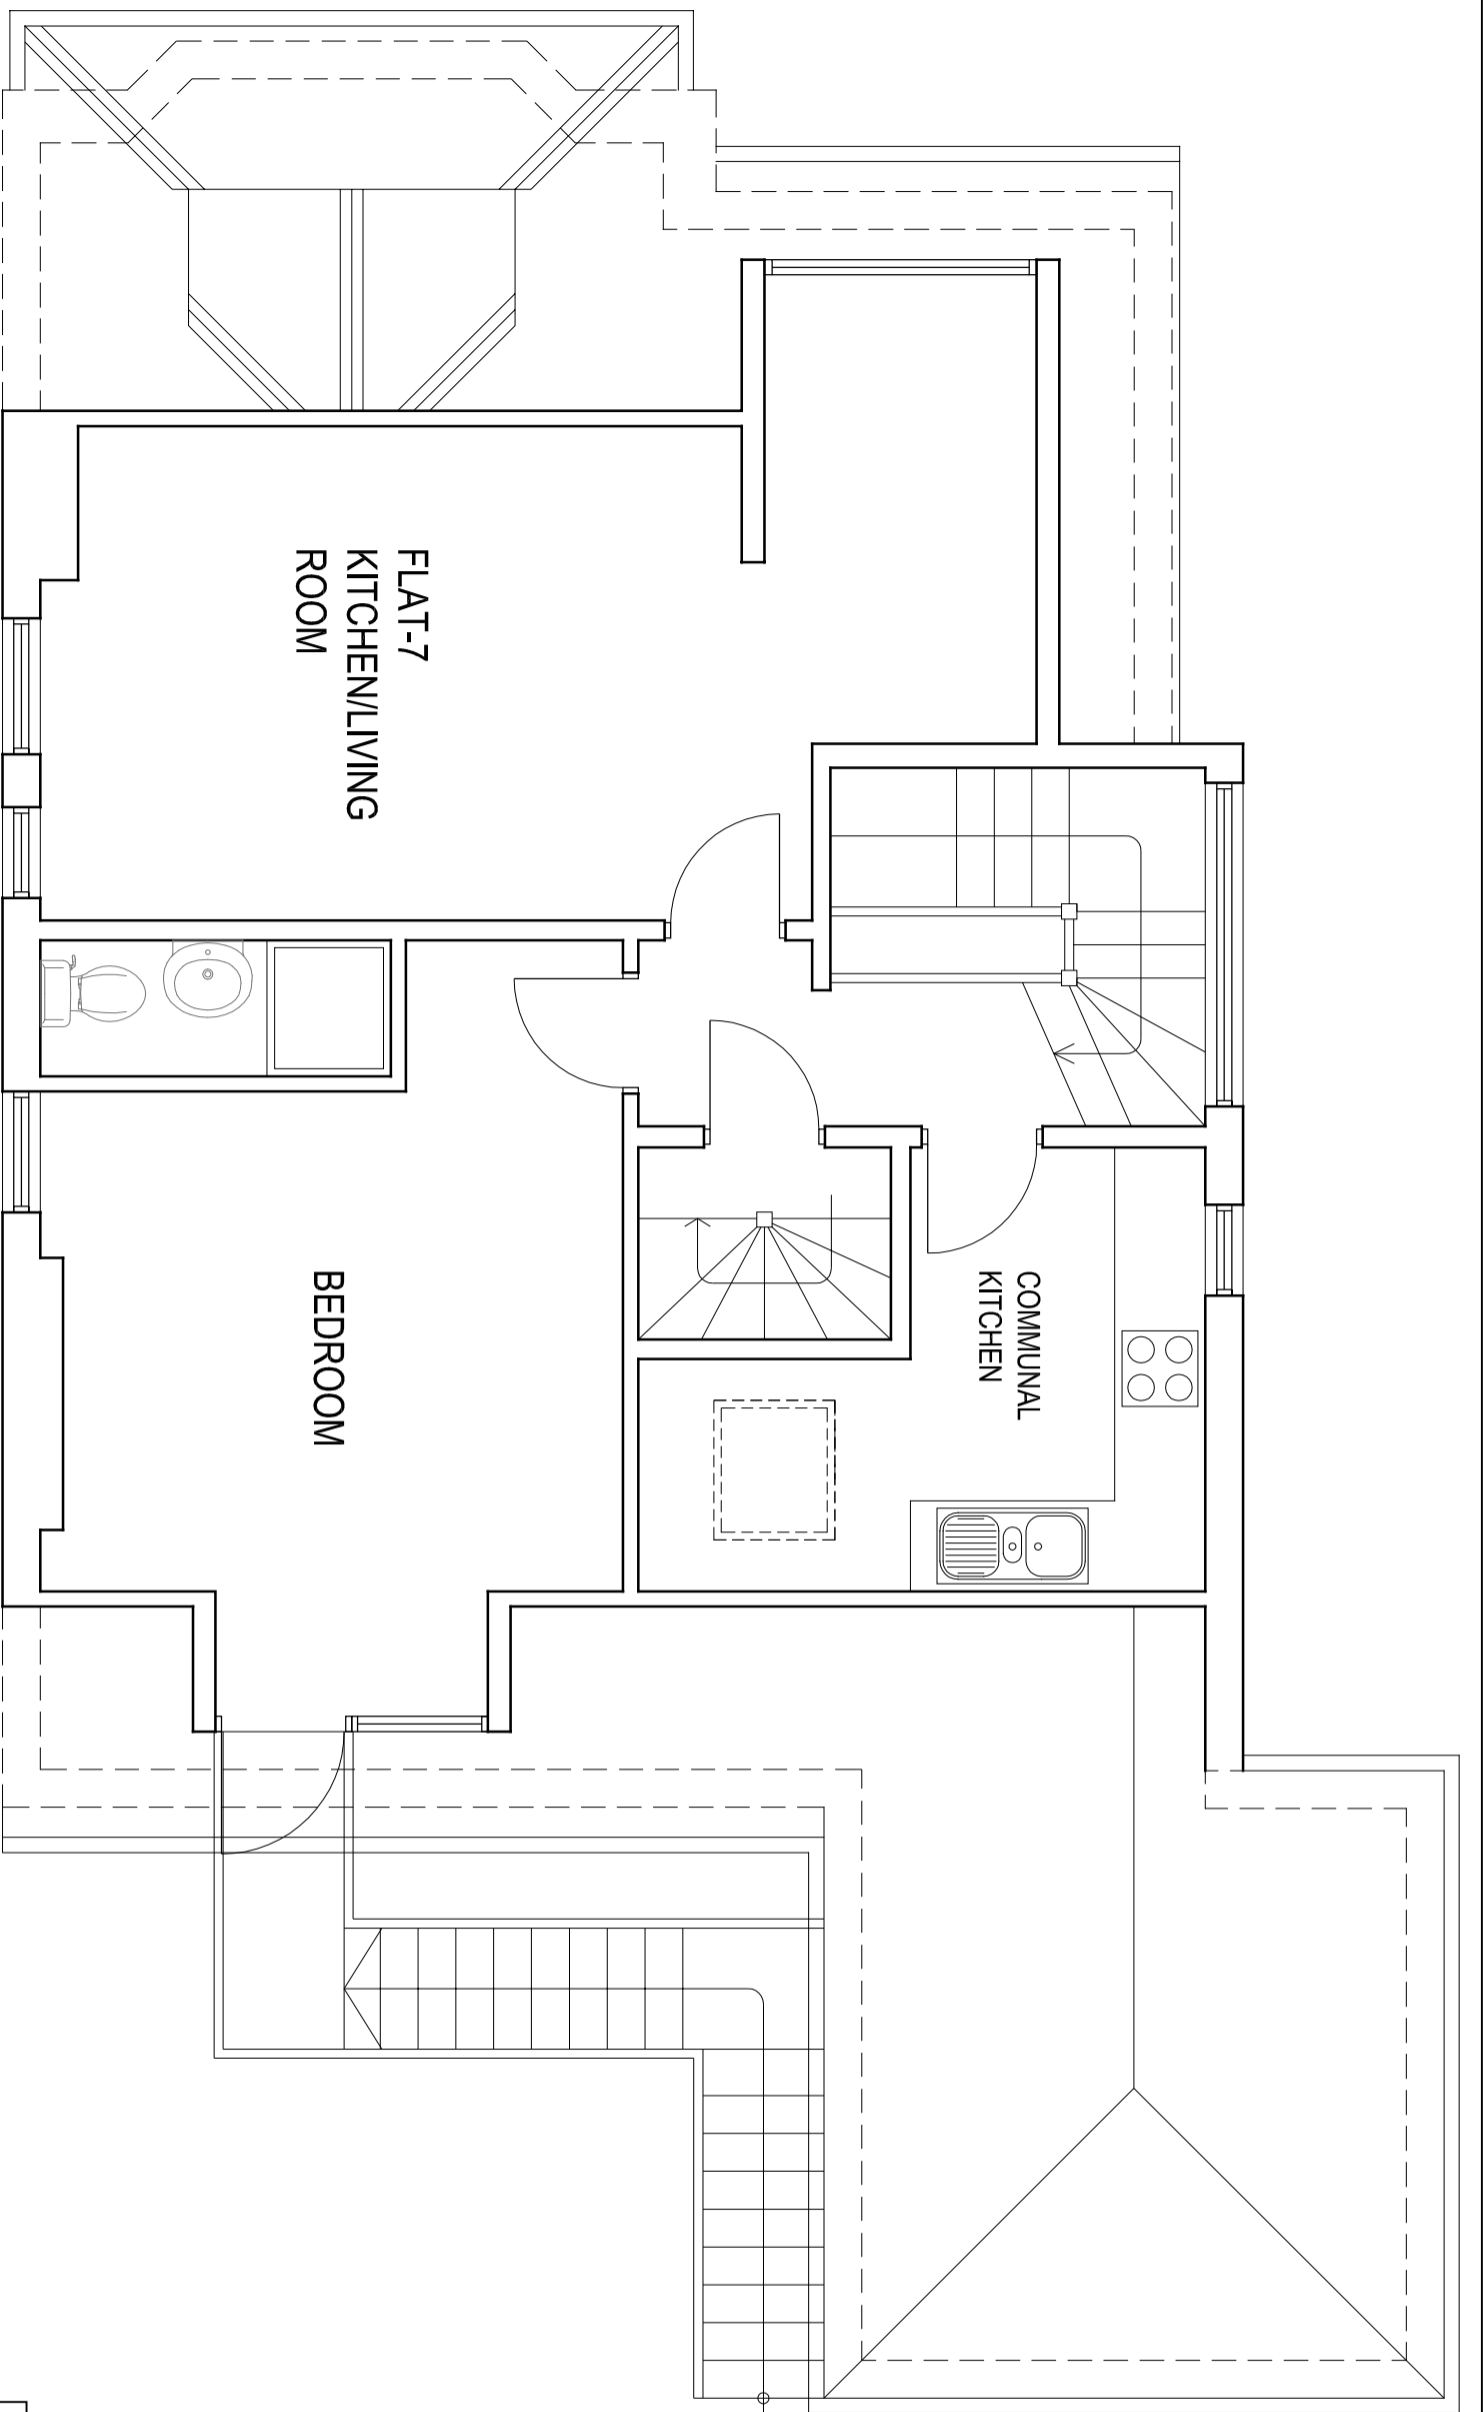 FLAT-7
KITCHEN/LIVING
ROOM
COMMUNAL
KITCHEN
BEDROOM